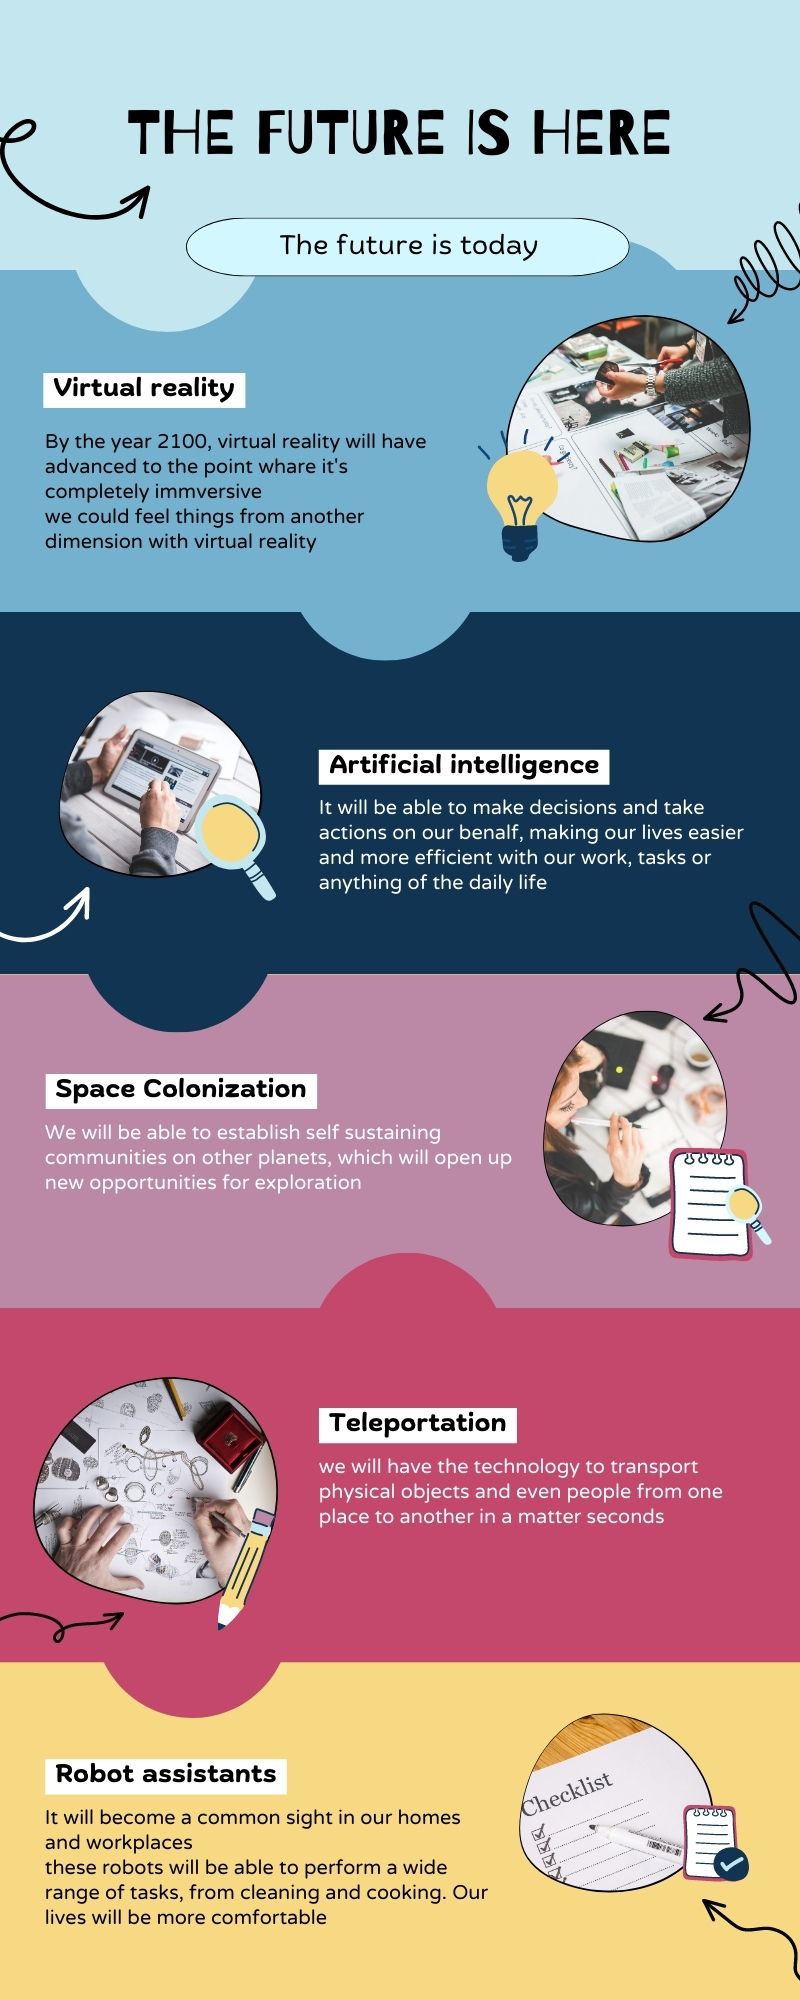 THE FUTURE IS HERE
The future is today
Virtual reality
By the year 2100, virtual reality will have
advanced to the point whare it's
completely immversive
we could feel things from another
dimension with virtual reality
Artificial intelligence
It will be able to make decisions and take
actions on our benalf, making our lives easier
and more efficient with our work, tasks or
anything of the daily life
Space Colonization
We will be able to establish self sustaining
communities on other planets, which will open up
new opportunities for exploration
Teleportation
we will have the technology to transport
physical objects and even people from one
place to another in a matter seconds
Robot assistants
It will become a common sight in our homes
and workplaces
these robots will be able to perform a wide
range of tasks, from cleaning and cooking. Our
lives will be more comfortable
Checklist